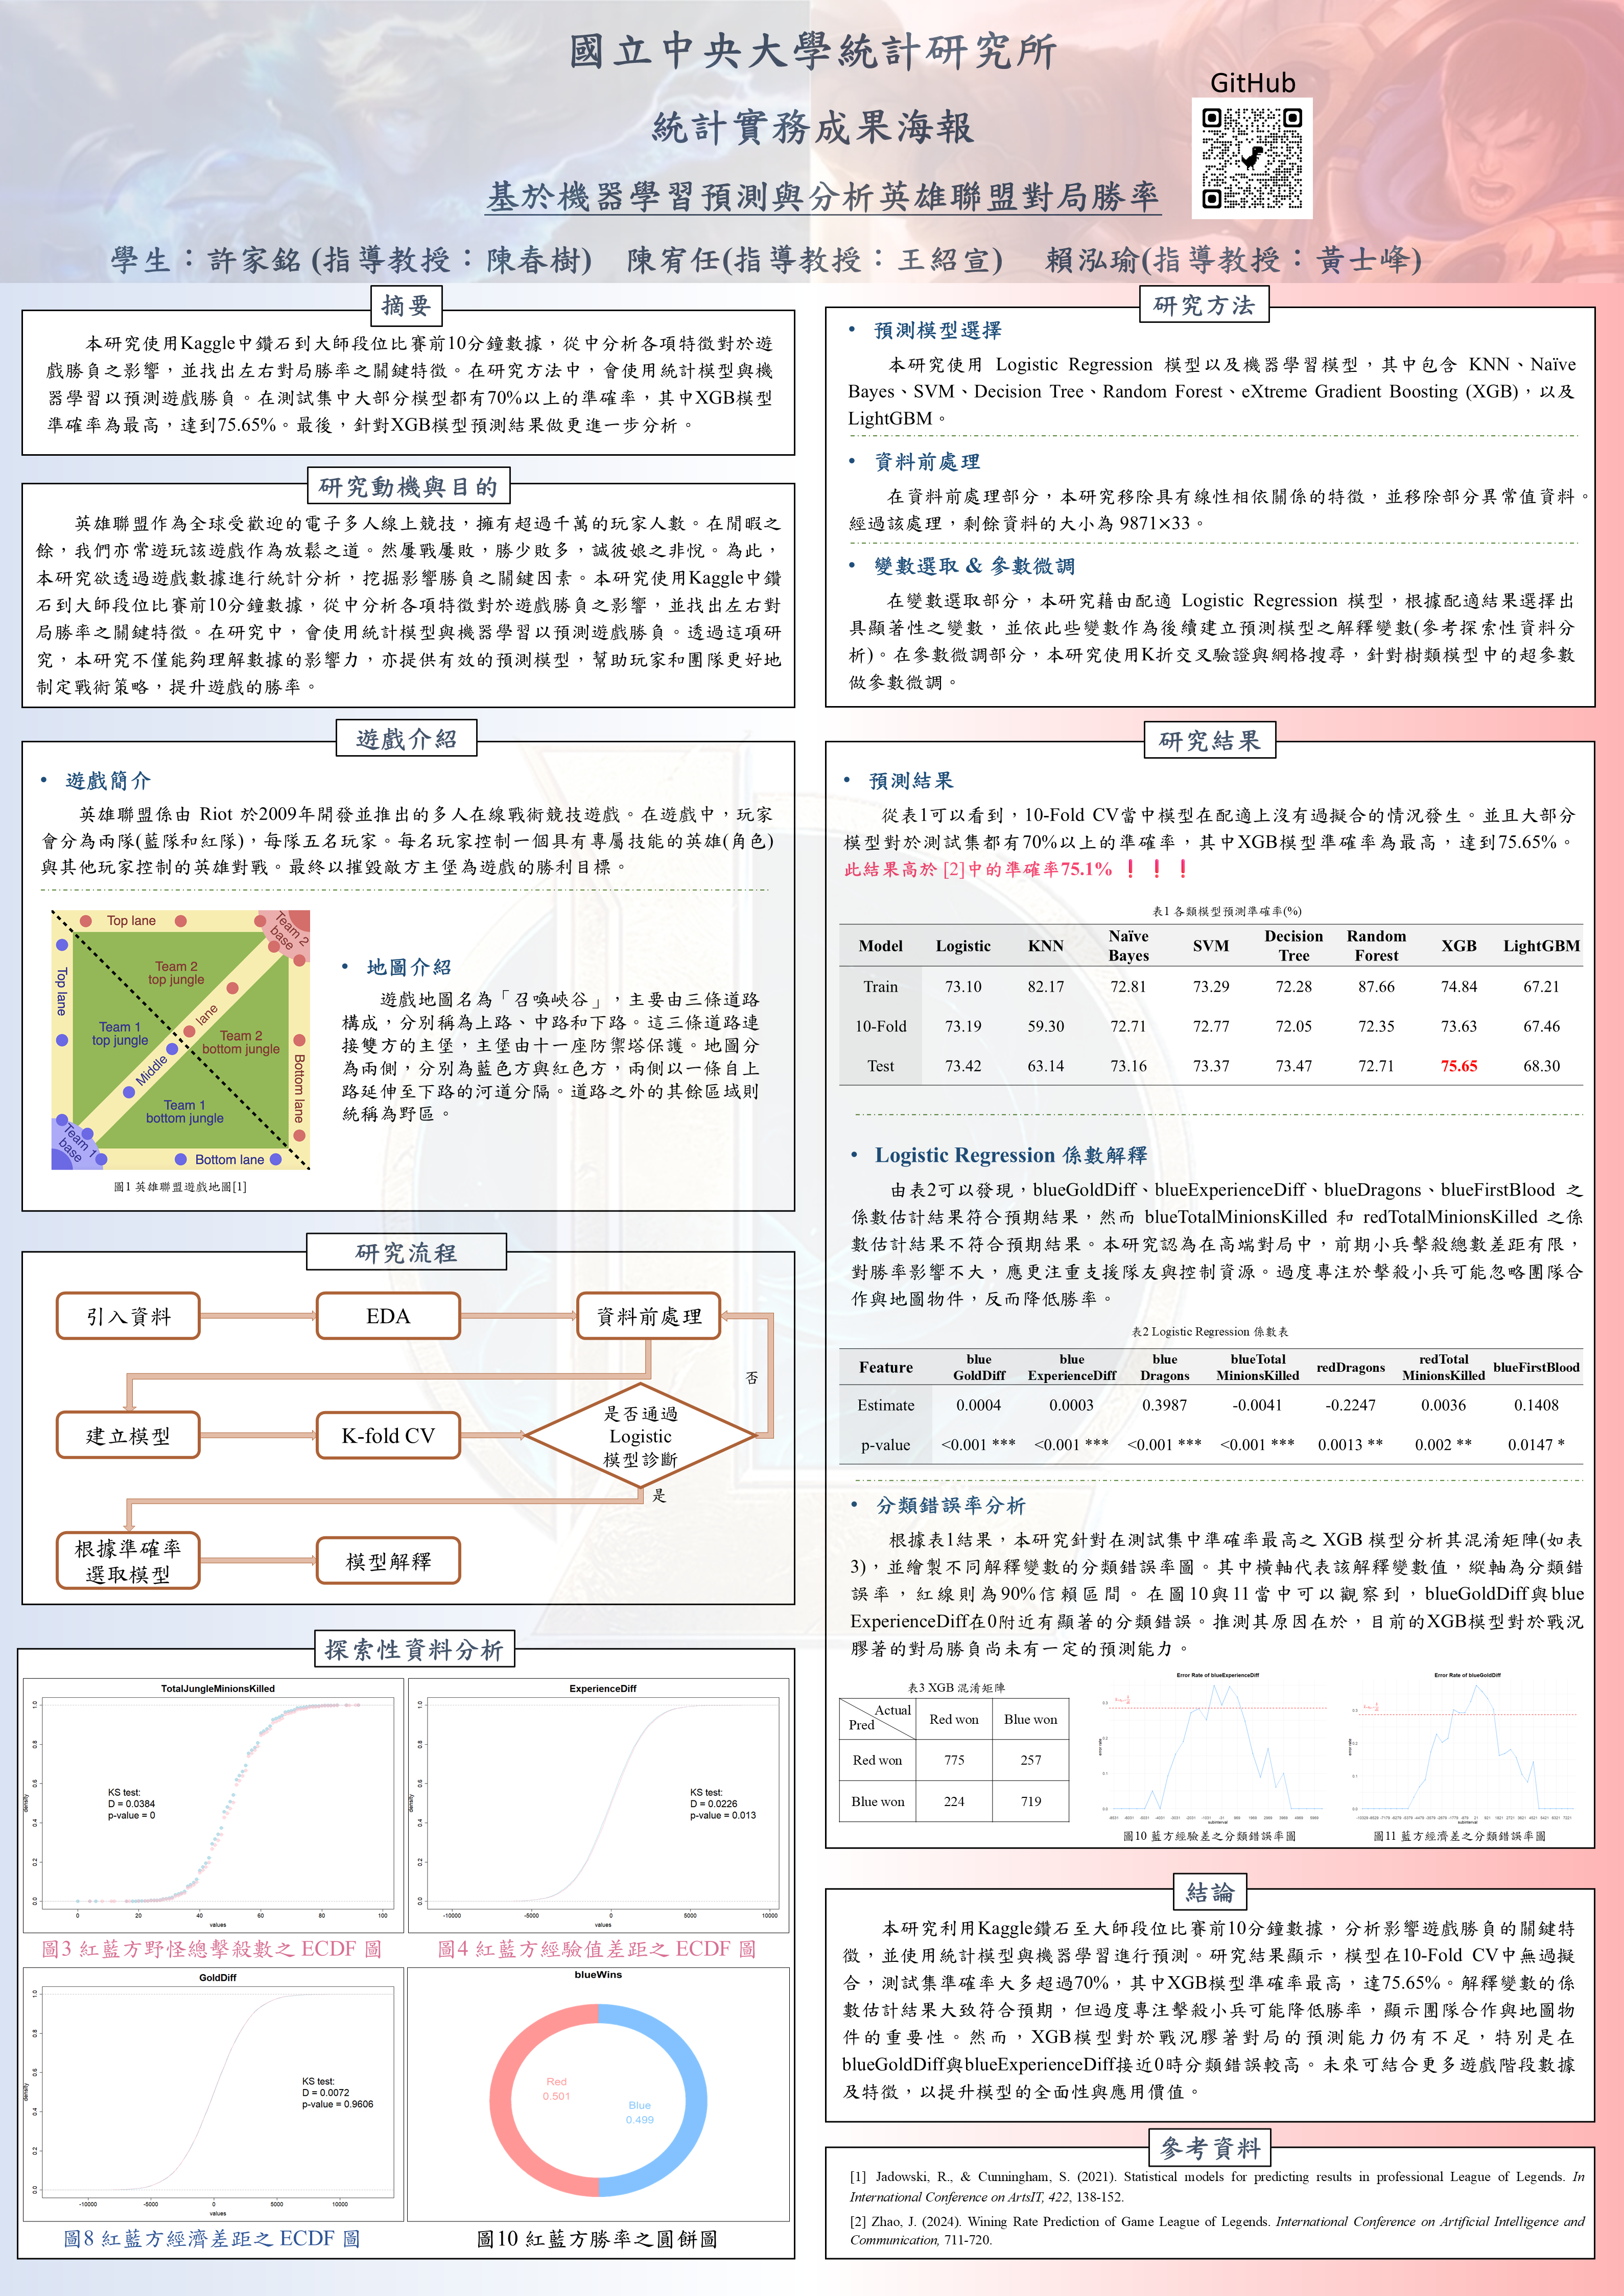 國立中央大學統計研究所
統計實務成果海報
基於機器學習預測與分析英雄聯盟對局勝率
學生：許家銘 (指導教授：陳春樹)　陳宥任(指導教授：王紹宣)　賴泓瑜(指導教授：黃士峰)
GitHub
摘要
本研究使用Kaggle中鑽石到大師段位比賽前10分鐘數據，從中分析各項特徵對於遊
戲勝負之影響，並找出左右對局勝率之關鍵特徵。在研究方法中，會使用統計模型與機
器學習以預測遊戲勝負。在測試集中大部分模型都有70%以上的準確率，其中XGB模型
準確率為最高，達到75.65%。最後，針對XGB模型預測結果做更進一步分析。
研究動機與目的
英雄聯盟作為全球受歡迎的電子多人線上競技，擁有超過千萬的玩家人數。在閒暇之
餘，我們亦常遊玩該遊戲作為放鬆之道。然屢戰屢敗，勝少敗多，誠彼娘之非悅。為此，
本研究欲透過遊戲數據進行統計分析，挖掘影響勝負之關鍵因素。本研究使用Kaggle中鑽
石到大師段位比賽前10分鐘數據，從中分析各項特徵對於遊戲勝負之影響，並找出左右對
局勝率之關鍵特徵。在研究中，會使用統計模型與機器學習以預測遊戲勝負。透過這項研
究，本研究不僅能夠理解數據的影響力，亦提供有效的預測模型，幫助玩家和團隊更好地
制定戰術策略，提升遊戲的勝率。
遊戲介紹
• 遊戲簡介
英雄聯盟係由 Riot 於2009年開發並推出的多人在線戰術競技遊戲。在遊戲中，玩家
會分為兩隊(藍隊和紅隊)，每隊五名玩家。每名玩家控制一個具有專屬技能的英雄(角色)
與其他玩家控制的英雄對戰。最終以摧毀敵方主堡為遊戲的勝利目標。
Top lane
Team 2
base
Top lane
Team 2
top jungle
Team 1
top jungle
lane
Team 2
bottom jungle
Middle
Team 1
bottom jungle
Bottom lane
Team 1
base
Bottom lane
圖1 英雄聯盟遊戲地圖[1]
• 地圖介紹
遊戲地圖名為「召喚峽谷」，主要由三條道路
構成，分別稱為上路、中路和下路。這三條道路連
接雙方的主堡，主堡由十一座防禦塔保護。地圖分
為兩側，分別為藍色方與紅色方，兩側以一條自上
路延伸至下路的河道分隔。道路之外的其餘區域則
統稱為野區。
研究流程
引入資料
EDA
資料前處理
否
建立模型
K-fold CV
是否通過
Logistic
模型診斷
是
根據準確率
選取模型
模型解釋
探索性資料分析
TotalJungleMinionsKilled
density
0.0 0.2 0.4 0.6 0.8 1.0
KS test:
D = 0.0384
p-value = 0
0 20 40 60 80 100
values
圖3 紅藍方野怪總擊殺數之 ECDF 圖
ExperienceDiff
density
0.0 0.2 0.4 0.6 0.8 1.0
KS test:
D = 0.0226
p-value = 0.013
-10000 -5000 0 5000 10000
values
圖4 紅藍方經驗值差距之 ECDF 圖
GoldDiff
density
0.0 0.2 0.4 0.6 0.8 1.0
KS test:
D = 0.0072
p-value = 0.9606
-10000 -5000 0 5000 10000
values
圖8 紅藍方經濟差距之 ECDF 圖
blueWins
Red
0.501
Blue
0.499
圖10 紅藍方勝率之圓餅圖
研究方法
• 預測模型選擇
本研究使用 Logistic Regression 模型以及機器學習模型，其中包含 KNN、Naïve
Bayes、SVM、Decision Tree、Random Forest、eXtreme Gradient Boosting (XGB)，以及
LightGBM。
• 資料前處理
在資料前處理部分，本研究移除具有線性相依關係的特徵，並移除部分異常值資料。
經過該處理，剩餘資料的大小為 9871×33。
• 變數選取 & 參數微調
在變數選取部分，本研究藉由配適 Logistic Regression 模型，根據配適結果選擇出
具顯著性之變數，並依此些變數作為後續建立預測模型之解釋變數(參考探索性資料分
析)。在參數微調部分，本研究使用K折交叉驗證與網格搜尋，針對樹類模型中的超參數
做參數微調。
研究結果
• 預測結果
從表1可以看到，10-Fold CV當中模型在配適上沒有過擬合的情況發生。並且大部分
模型對於測試集都有70%以上的準確率，其中XGB模型準確率為最高，達到75.65%。
此結果高於 [2]中的準確率75.1% ❗ ❗ ❗
表1 各類模型預測準確率(%)
Model Logistic KNN Naïve Bayes SVM Decision Tree Random Forest XGB LightGBM
Train 73.10 82.17 72.81 73.29 72.28 87.66 74.84 67.21
10-Fold 73.19 59.30 72.71 72.77 72.05 72.35 73.63 67.46
Test 73.42 63.14 73.16 73.37 73.47 72.71 75.65 68.30
• Logistic Regression 係數解釋
由表2可以發現，blueGoldDiff、blueExperienceDiff、blueDragons、blueFirstBlood 之
係數估計結果符合預期結果，然而 blueTotalMinionsKilled 和 redTotalMinionsKilled 之係
數估計結果不符合預期結果。本研究認為在高端對局中，前期小兵擊殺總數差距有限，
對勝率影響不大，應更注重支援隊友與控制資源。過度專注於擊殺小兵可能忽略團隊合
作與地圖物件，反而降低勝率。
表2 Logistic Regression 係數表
Feature blue GoldDiff blue ExperienceDiff blue Dragons blueTotal MinionsKilled redDragons redTotal MinionsKilled blueFirstBlood
Estimate 0.0004 0.0003 0.3987 -0.0041 -0.2247 0.0036 0.1408
p-value <0.001 *** <0.001 *** <0.001 *** <0.001 *** 0.0013 ** 0.002 ** 0.0147 *
• 分類錯誤率分析
根據表1結果，本研究針對在測試集中準確率最高之 XGB 模型分析其混淆矩陣(如表
3)，並繪製不同解釋變數的分類錯誤率圖。其中橫軸代表該解釋變數值，縱軸為分類錯
誤率，紅線則為90%信賴區間。在圖10與11當中可以觀察到，blueGoldDiff與blue
ExperienceDiff在0附近有顯著的分類錯誤。推測其原因在於，目前的XGB模型對於戰況
膠著的對局勝負尚未有一定的預測能力。
表3 XGB 混淆矩陣
Actual
Pred
Red won Blue won
Red won 775 257
Blue won 224 719
Error Rate of blueExperienceDiff
error rate
subinterval
圖10 藍方經驗差之分類錯誤率圖
Error Rate of blueGoldDiff
error rate
subinterval
圖11 藍方經濟差之分類錯誤率圖
結論
本研究利用Kaggle鑽石至大師段位比賽前10分鐘數據，分析影響遊戲勝負的關鍵特
徵，並使用統計模型與機器學習進行預測。研究結果顯示，模型在10-Fold CV中無過擬
合，測試集準確率大多超過70%，其中XGB模型準確率最高，達75.65%。解釋變數的係
數估計結果大致符合預期，但過度專注擊殺小兵可能降低勝率，顯示團隊合作與地圖物
件的重要性。然而，XGB模型對於戰況膠著對局的預測能力仍有不足，特別是在
blueGoldDiff與blueExperienceDiff接近0時分類錯誤較高。未來可結合更多遊戲階段數據
及特徵，以提升模型的全面性與應用價值。
參考資料
[1] Jadowski, R., & Cunningham, S. (2021). Statistical models for predicting results in professional League of Legends. In
International Conference on ArtsIT, 422, 138-152.
[2] Zhao, J. (2024). Wining Rate Prediction of Game League of Legends. International Conference on Artificial Intelligence and
Communication, 711-720.